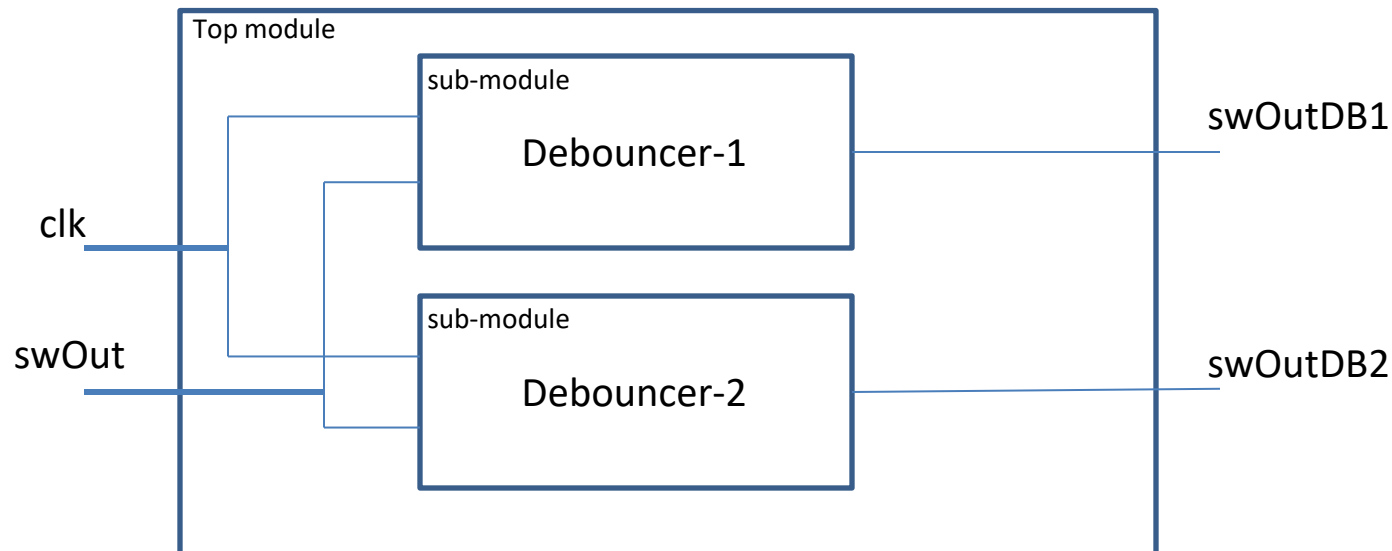 Top module
sub-module
Debouncer-1
swOutDB1
clk
sub-module
swOut
Debouncer-2
swOutDB2